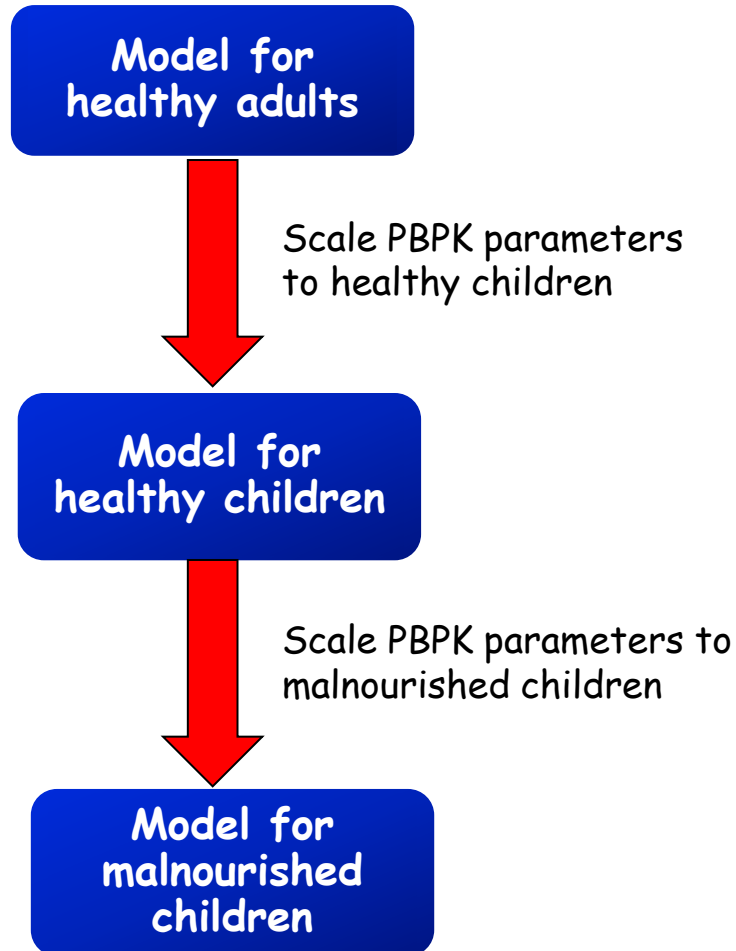 Model for
healthy adults
Scale PBPK parameters
to healthy children
Model for
healthy children
Scale PBPK parameters to
malnourished children
Model for
malnourished
children